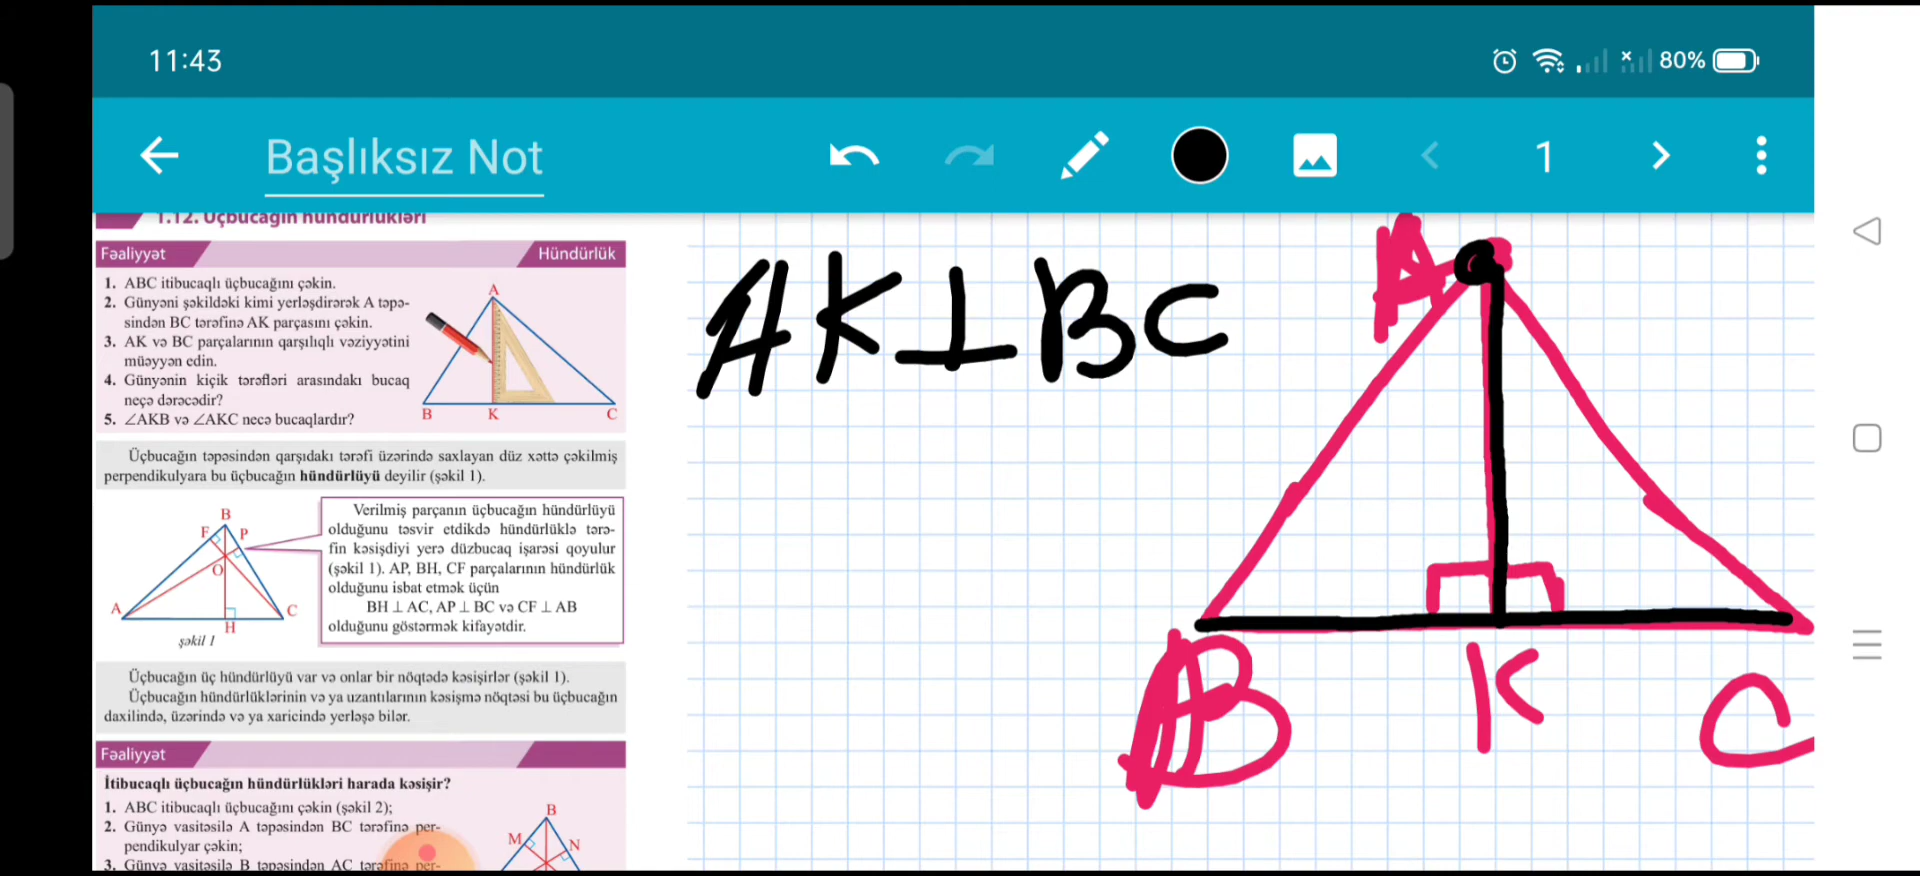 11:43
80%
Başlıksız Not
1
1.12. Üçbucağın hündürlükləri
Fəaliyyət
Hündürlük
1. ABC itibucaqlı üçbucağını çəkin.
2. Günyəni şəkildəki kimi yerləşdirərək A təpə-
sindən BC tərəfinə AK parçasını çəkin.
3. AK və BC parçalarının qarşılıqlı vəziyyətini
müəyyən edin.
4. Günyənin kiçik tərəfləri arasındakı bucaq
neçə dərəcədir?
5. ∠AKB və ∠AKC necə bucaqlardır?
A
B
K
C
Üçbucağın təpəsindən qarşıdakı tərəfi üzərində saxlayan düz xəttə çəkilmiş
perpendikulyara bu üçbucağın hündürlüyü deyilir (şəkil 1).
B
F
P
O
A
C
H
şəkil 1
Verilmiş parçanın üçbucağın hündürlüyü
olduğunu təsvir etdikdə hündürlüklə tərə-
fin kəsişdiyi yerə düzbucaq işarəsi qoyulur
(şəkil 1). AP, BH, CF parçalarının hündürlük
olduğunu isbat etmək üçün
BH ⊥ AC, AP ⊥ BC və CF ⊥ AB
olduğunu göstərmək kifayətdir.
Üçbucağın üç hündürlüyü var və onlar bir nöqtədə kəsişirlər (şəkil 1).
Üçbucağın hündürlüklərinin və ya uzantılarının kəsişmə nöqtəsi bu üçbucağın
daxilində, üzərində və ya xaricində yerləşə bilər.
Fəaliyyət
İtibucaqlı üçbucağın hündürlükləri harada kəsişir?
1. ABC itibucaqlı üçbucağını çəkin (şəkil 2);
2. Günyə vasitəsilə A təpəsindən BC tərəfinə per-
pendikulyar çəkin;
3. Günyə vasitəsilə B təpəsindən AC tərəfinə per-
B
M
N
AK⊥BC
A
B
K
C